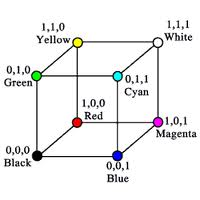 1,1,0
Yellow
1,1,1
White
0,1,0
Green
0,1,1
Cyan
1,0,0
Red
1,0,1
Magenta
0,0,0
Black
0,0,1
Blue